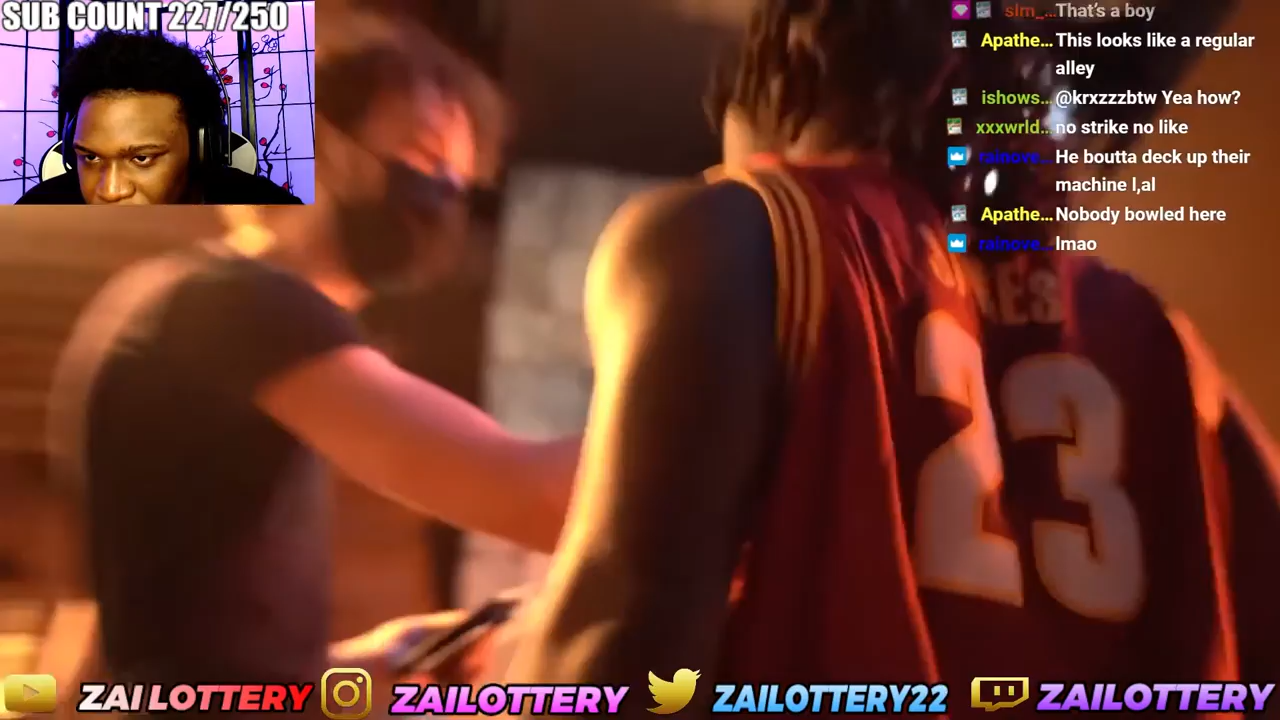 SUB COUNT 227/250
slm_... That's a boy
Apathe... This looks like a regular
alley
ishows... @krxzzzbtw Yea how?
xxxwrld... no strike no like
rainove... He boutta deck up their
machine l,al
Apathe... Nobody bowled here
rainove... lmao
23
ZAI LOTTERY
ZAILOTTERY
ZAILOTTERY22
ZAILOTTERY